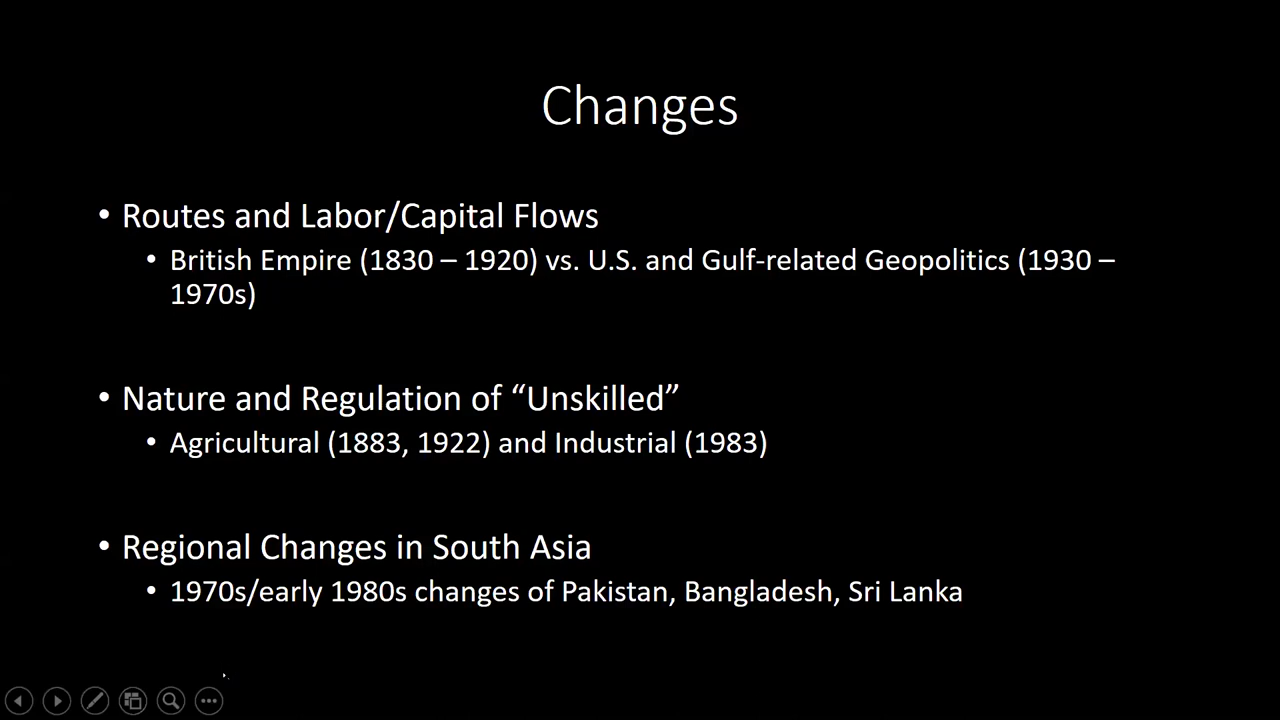 Changes
• Routes and Labor/Capital Flows
• British Empire (1830 – 1920) vs. U.S. and Gulf-related Geopolitics (1930 –
1970s)
• Nature and Regulation of “Unskilled”
• Agricultural (1883, 1922) and Industrial (1983)
• Regional Changes in South Asia
• 1970s/early 1980s changes of Pakistan, Bangladesh, Sri Lanka